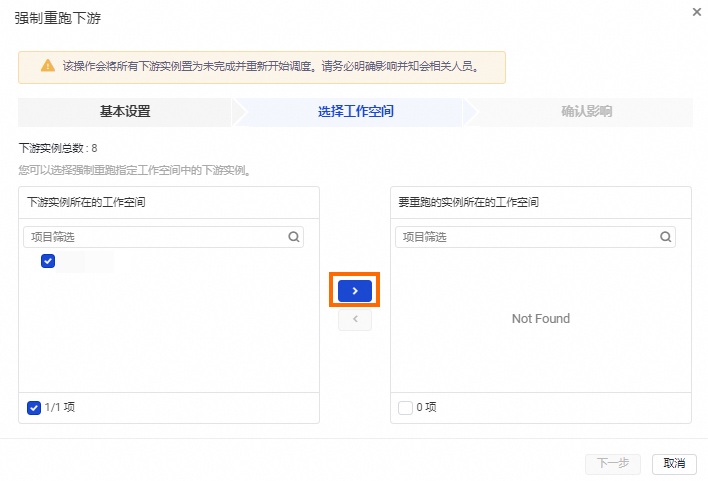 强制重跑下游
该操作会将所有下游实例置为未完成并重新开始调度。请务必明确影响并知会相关人员。
基本设置
选择工作空间
确认影响
下游实例总数 : 8
您可以选择强制重跑指定工作空间中的下游实例。
下游实例所在的工作空间
项目筛选
1/1 项
要重跑的实例所在的工作空间
项目筛选
Not Found
0 项
下一步
取消